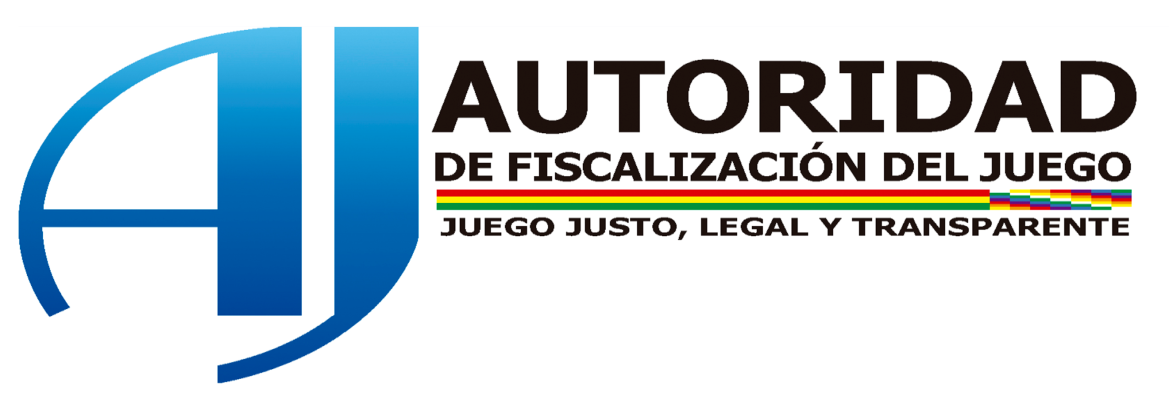 AJ
AUTORIDAD
DE FISCALIZACIÓN DEL JUEGO
JUEGO JUSTO, LEGAL Y TRANSPARENTE